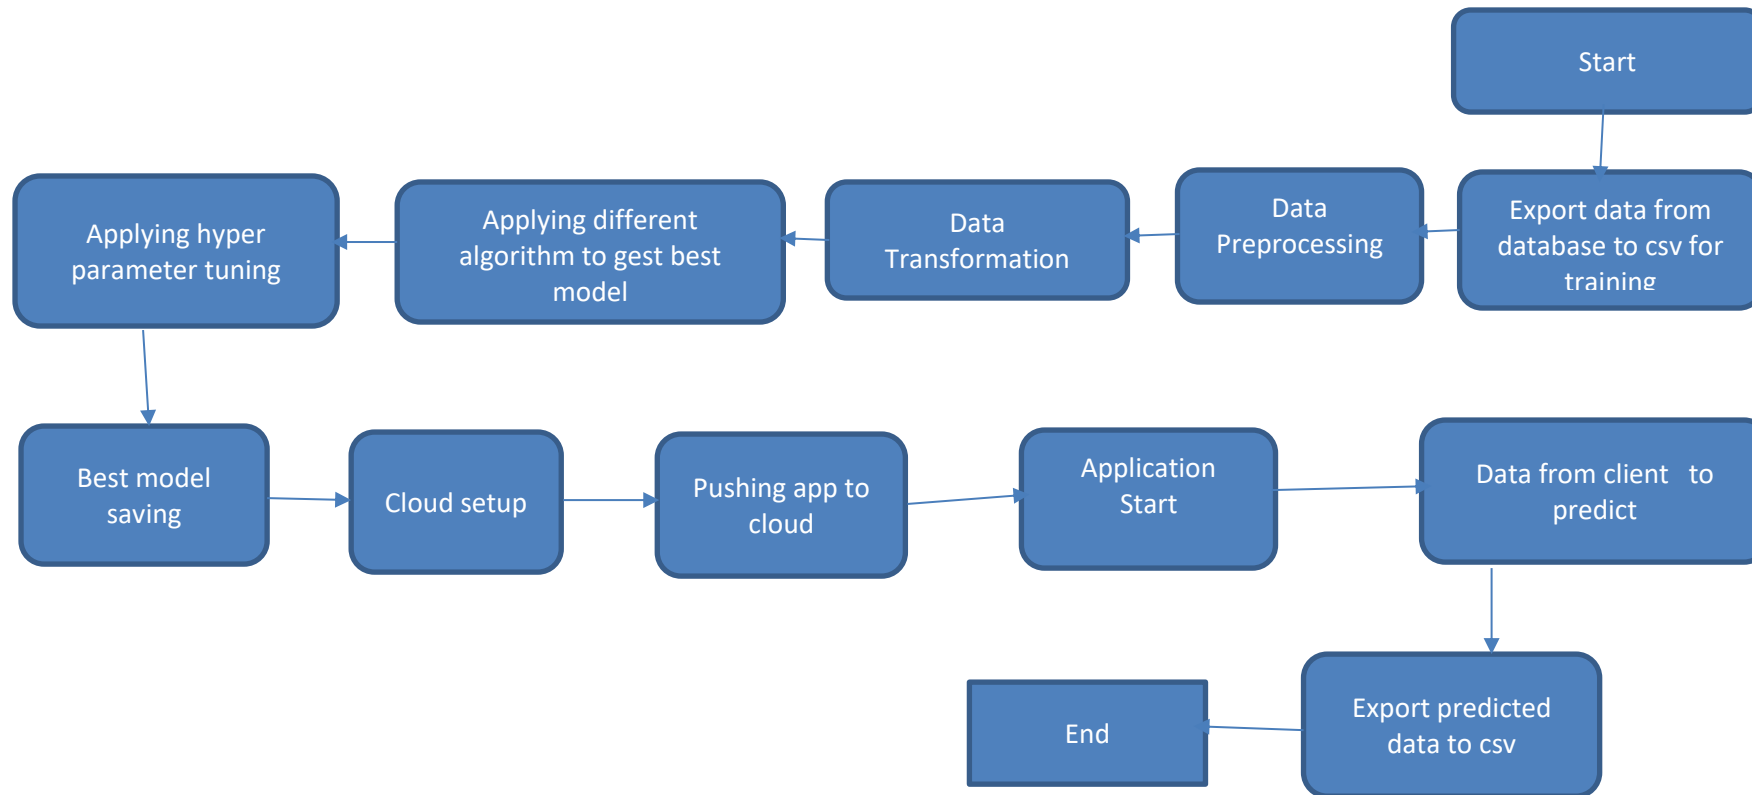 Start
Export data from
database to csv for
training
Data
Preprocessing
Data
Transformation
Applying different
algorithm to gest best
model
Applying hyper
parameter tuning
Best model
saving
Cloud setup
Pushing app to
cloud
Application
Start
Data from client to
predict
Export predicted
data to csv
End